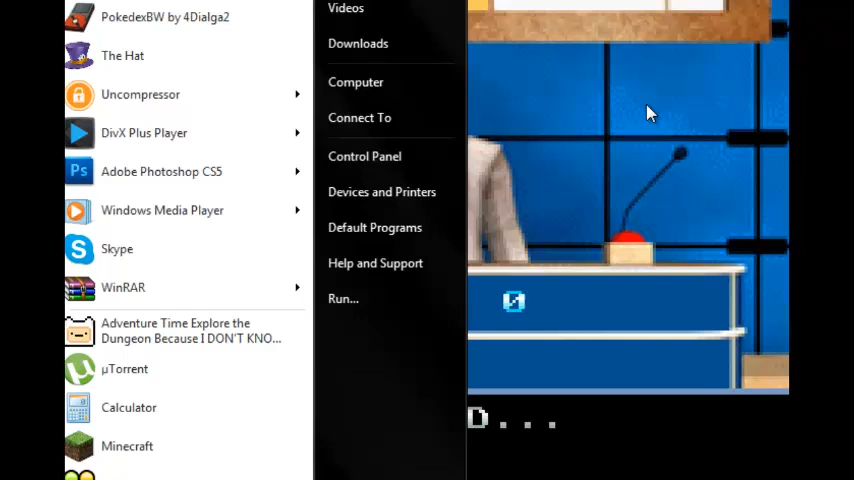 PokedexBW by 4Dialga2
The Hat
Uncompressor
DivX Plus Player
Ps
Adobe Photoshop CS5
Windows Media Player
Skype
WinRAR
Adventure Time Explore the
Dungeon Because I DON'T KNO...
µTorrent
Calculator
Minecraft
Videos
Downloads
Computer
Connect To
Control Panel
Devices and Printers
Default Programs
Help and Support
Run...
0
D...